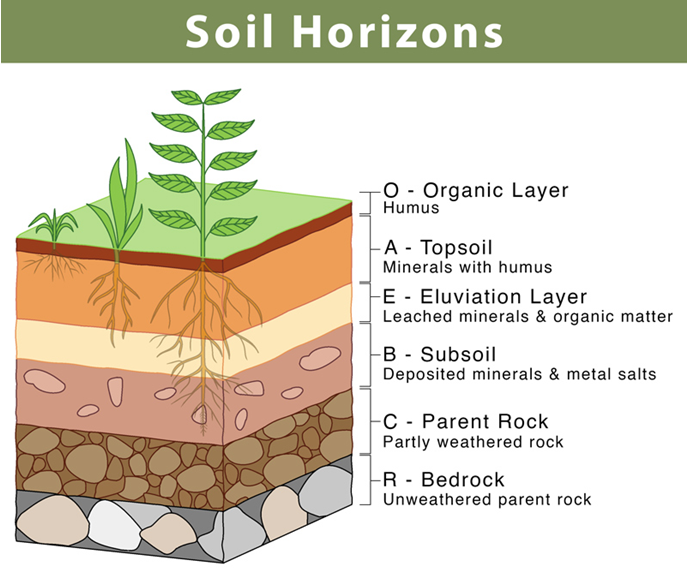 Soil Horizons
O - Organic Layer
Humus
A - Topsoil
Minerals with humus
E - Eluviation Layer
Leached minerals & organic matter
B - Subsoil
Deposited minerals & metal salts
C - Parent Rock
Partly weathered rock
R - Bedrock
Unweathered parent rock